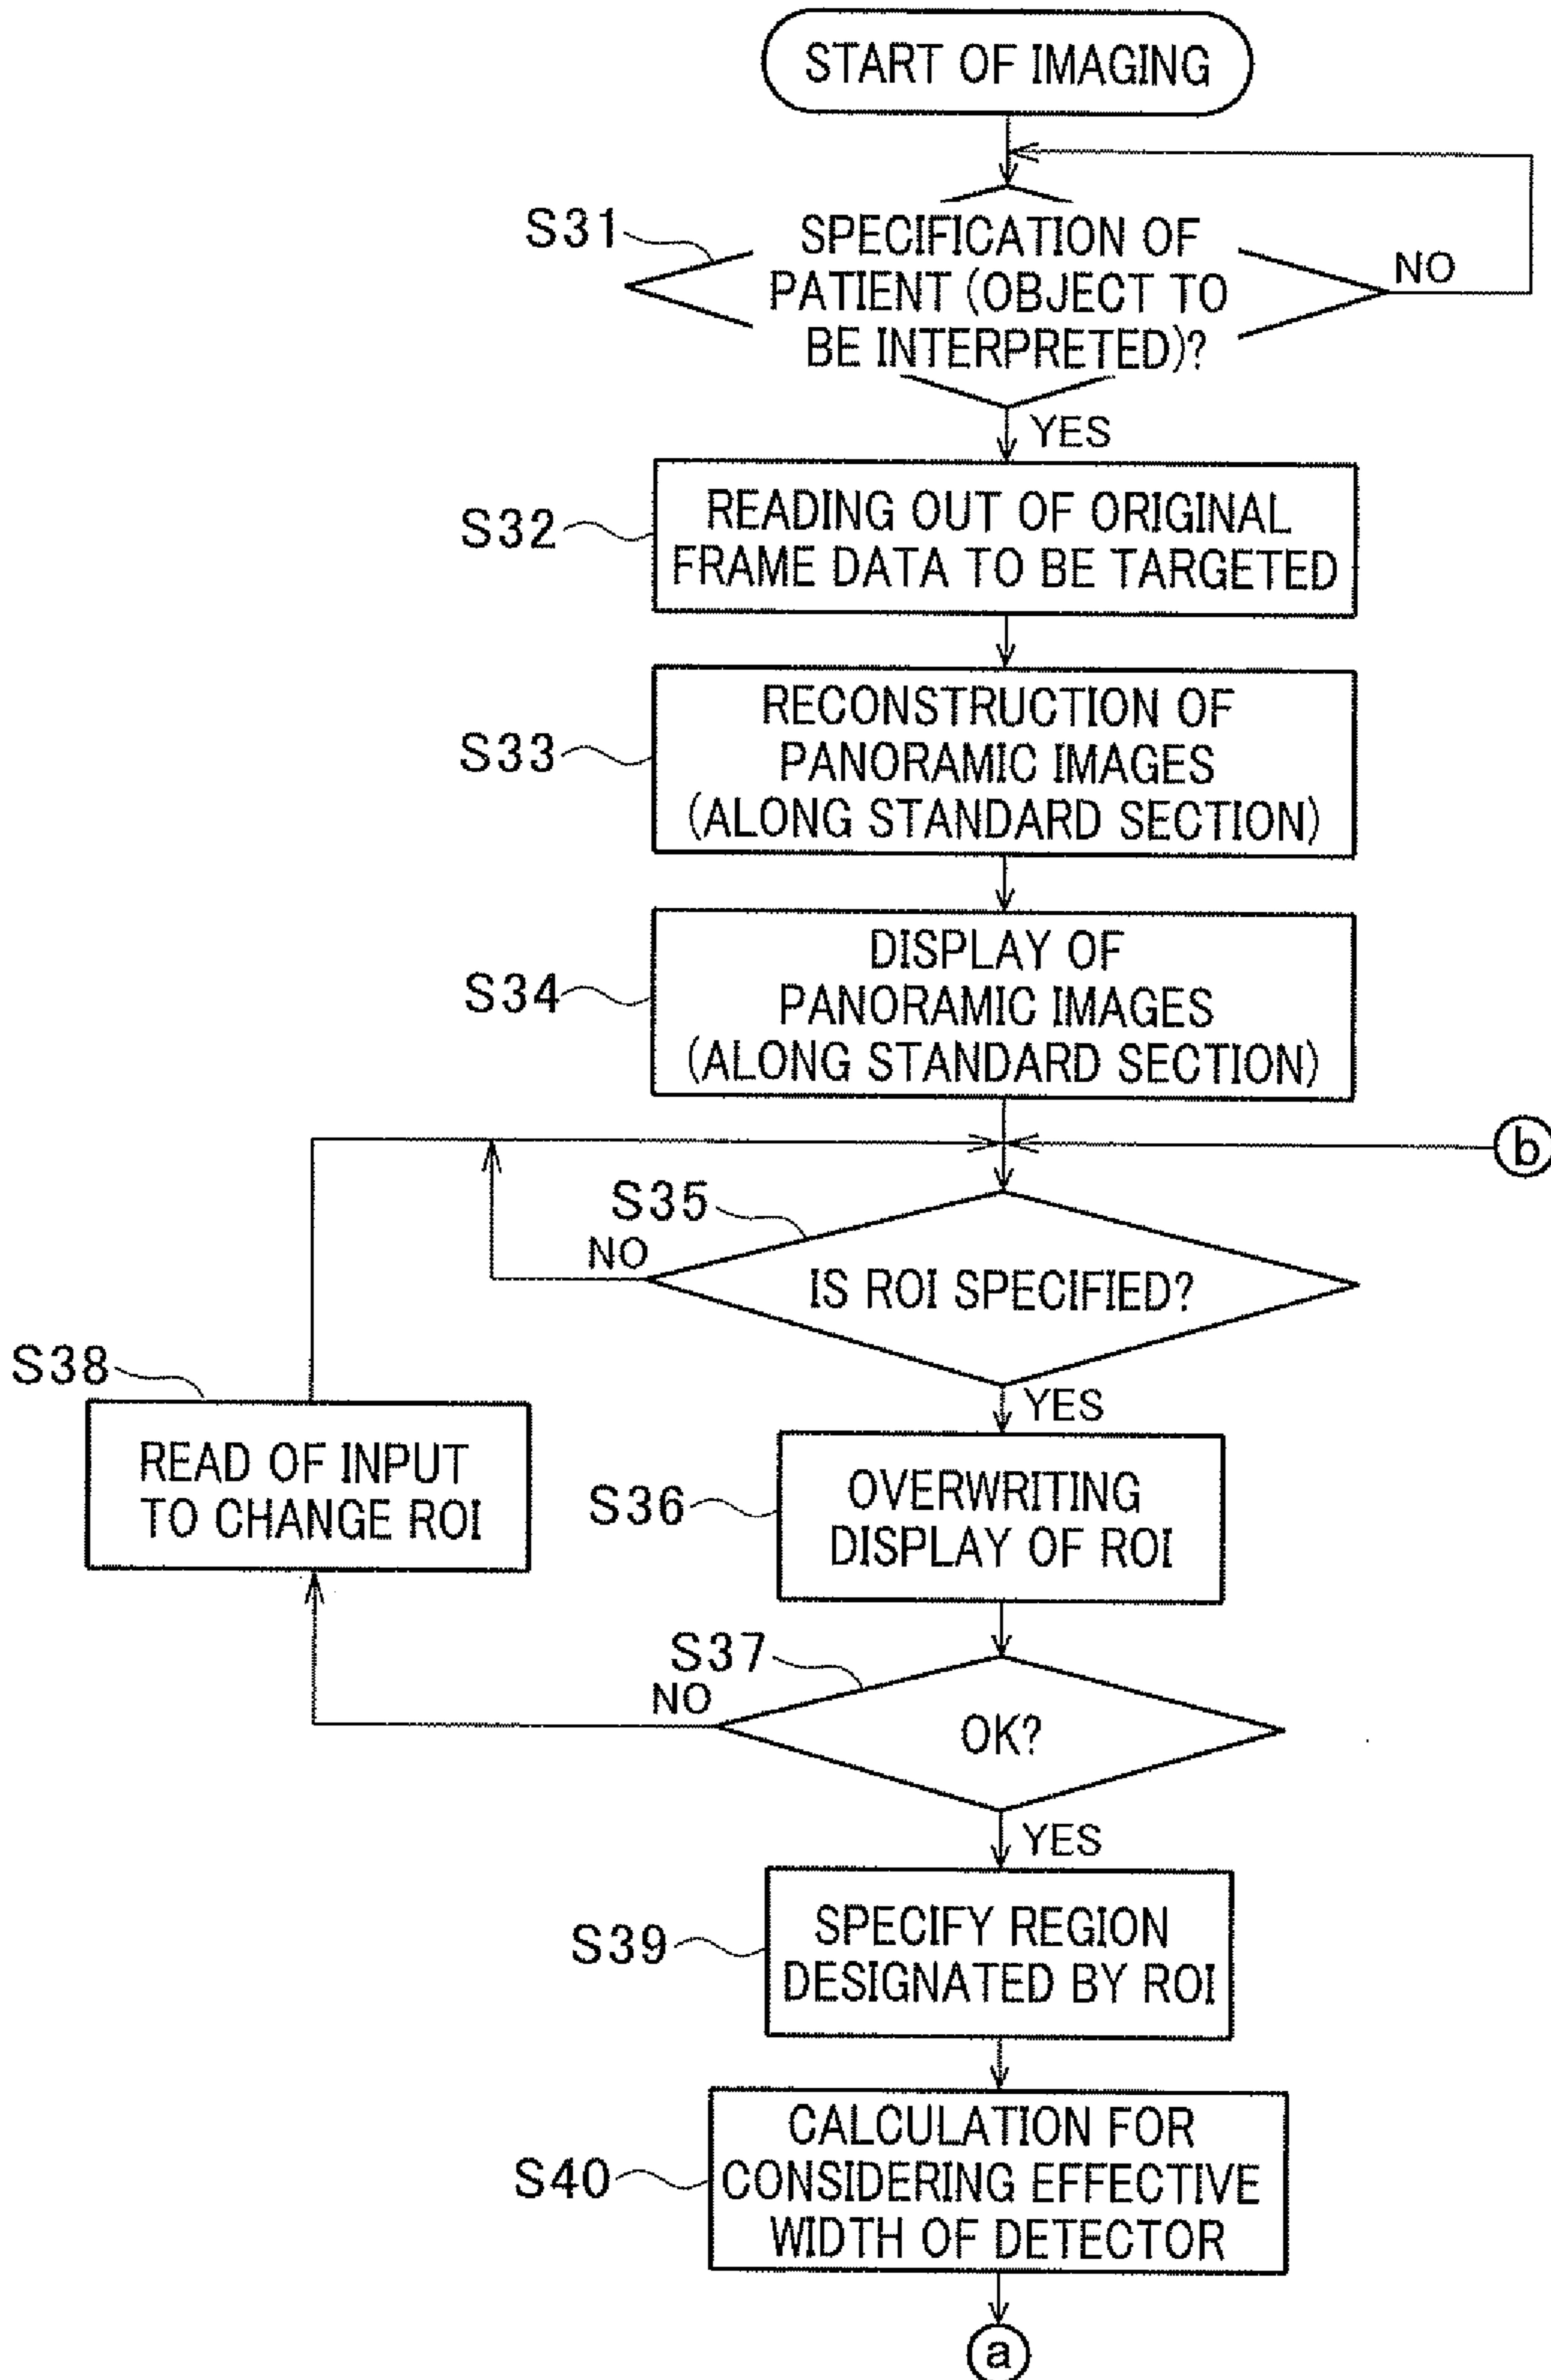 START OF IMAGING
S31
SPECIFICATION OF
PATIENT (OBJECT TO
BE INTERPRETED)?
NO
YES
S32
READING OUT OF ORIGINAL
FRAME DATA TO BE TARGETED
S33
RECONSTRUCTION OF
PANORAMIC IMAGES
(ALONG STANDARD SECTION)
S34
DISPLAY OF
PANORAMIC IMAGES
(ALONG STANDARD SECTION)
b
S35
NO
IS ROI SPECIFIED?
YES
S38
READ OF INPUT
TO CHANGE ROI
S36
OVERWRITING
DISPLAY OF ROI
S37
NO
OK?
YES
S39
SPECIFY REGION
DESIGNATED BY ROI
S40
CALCULATION FOR
CONSIDERING EFFECTIVE
WIDTH OF DETECTOR
a